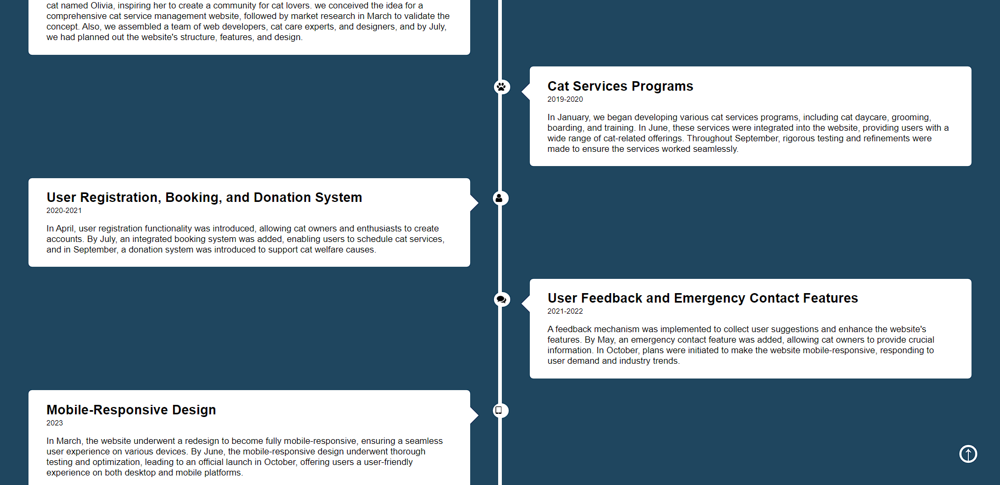 cat named Olivia, inspiring her to create a community for cat lovers. we conceived the idea for a
comprehensive cat service management website, followed by market research in March to validate the
concept. Also, we assembled a team of web developers, cat care experts, and designers, and by July,
we had planned out the website's structure, features, and design.
Cat Services Programs
2019-2020
In January, we began developing various cat services programs, including cat daycare, grooming,
boarding, and training. In June, these services were integrated into the website, providing users with a
wide range of cat-related offerings. Throughout September, rigorous testing and refinements were
made to ensure the services worked seamlessly.
User Registration, Booking, and Donation System
2020-2021
In April, user registration functionality was introduced, allowing cat owners and enthusiasts to create
accounts. By July, an integrated booking system was added, enabling users to schedule cat services,
and in September, a donation system was introduced to support cat welfare causes.
User Feedback and Emergency Contact Features
2021-2022
A feedback mechanism was implemented to collect user suggestions and enhance the website's
features. By May, an emergency contact feature was added, allowing cat owners to provide crucial
information. In October, plans were initiated to make the website mobile-responsive, responding to
user demand and industry trends.
Mobile-Responsive Design
2023
In March, the website underwent a redesign to become fully mobile-responsive, ensuring a seamless
user experience on various devices. By June, the mobile-responsive design underwent thorough
testing and optimization, leading to an official launch in October, offering users a user-friendly
experience on both desktop and mobile platforms.